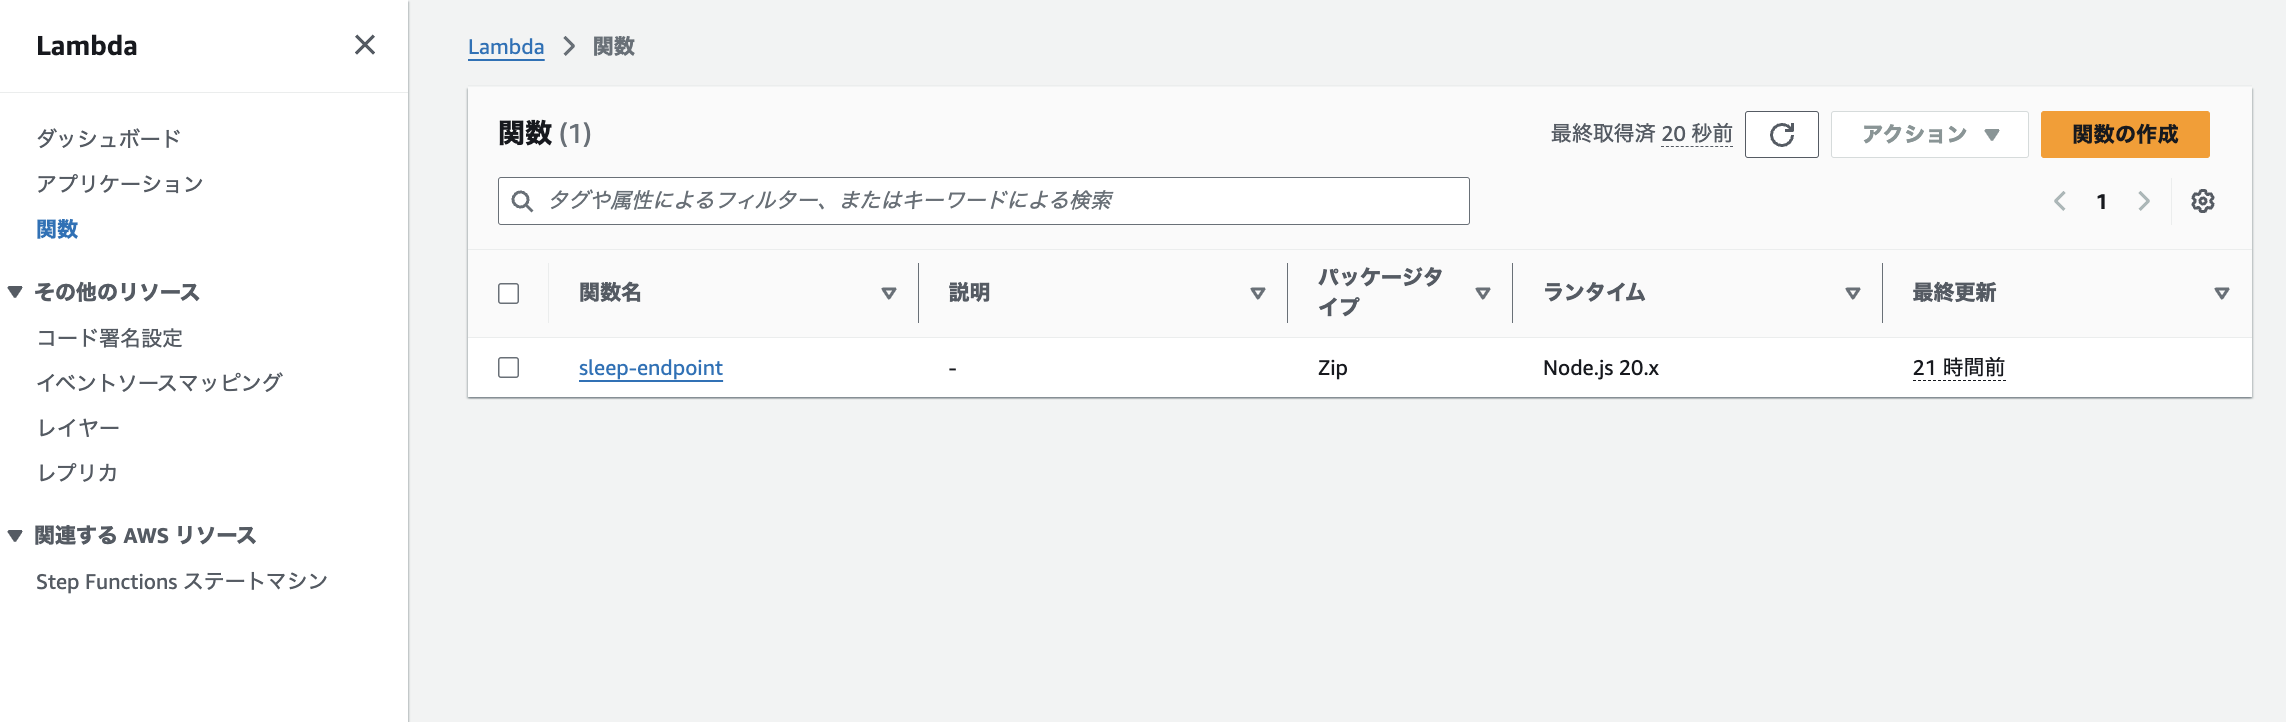 Lambda
ダッシュボード
アプリケーション
関数
その他のリソース
コード署名設定
イベントソースマッピング
レイヤー
レプリカ
関連する AWS リソース
Step Functions ステートマシン
Lambda 関数
関数 (1)
最終取得済 20 秒前
アクション
関数の作成
タグや属性によるフィルター、またはキーワードによる検索
1
関数名 説明 パッケージタ
イプ ランタイム 最終更新
sleep-endpoint - Zip Node.js 20.x 21 時間前